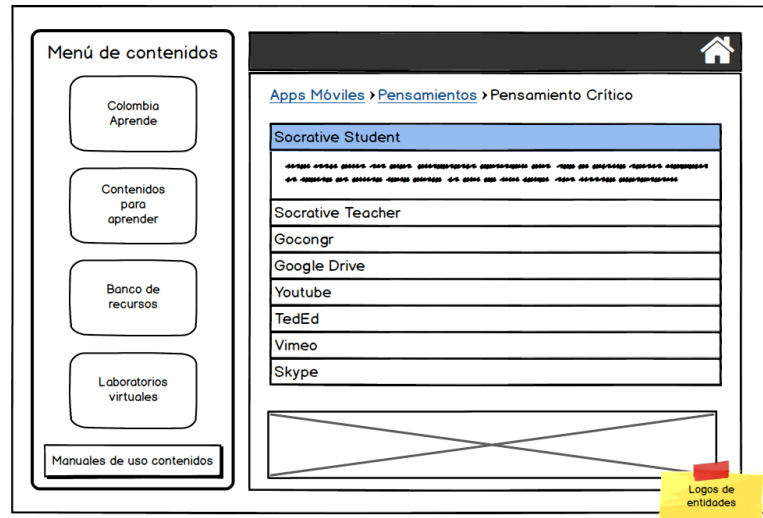 Menú de contenidos
Colombia
Aprende
Contenidos
para
aprender
Banco de
recursos
Laboratorios
virtuales
Manuales de uso contenidos
Apps Móviles › Pensamientos › Pensamiento Crítico
Socrative Student
Socrative Teacher
Gocongr
Google Drive
Youtube
TedEd
Vimeo
Skype
Logos de
entidades